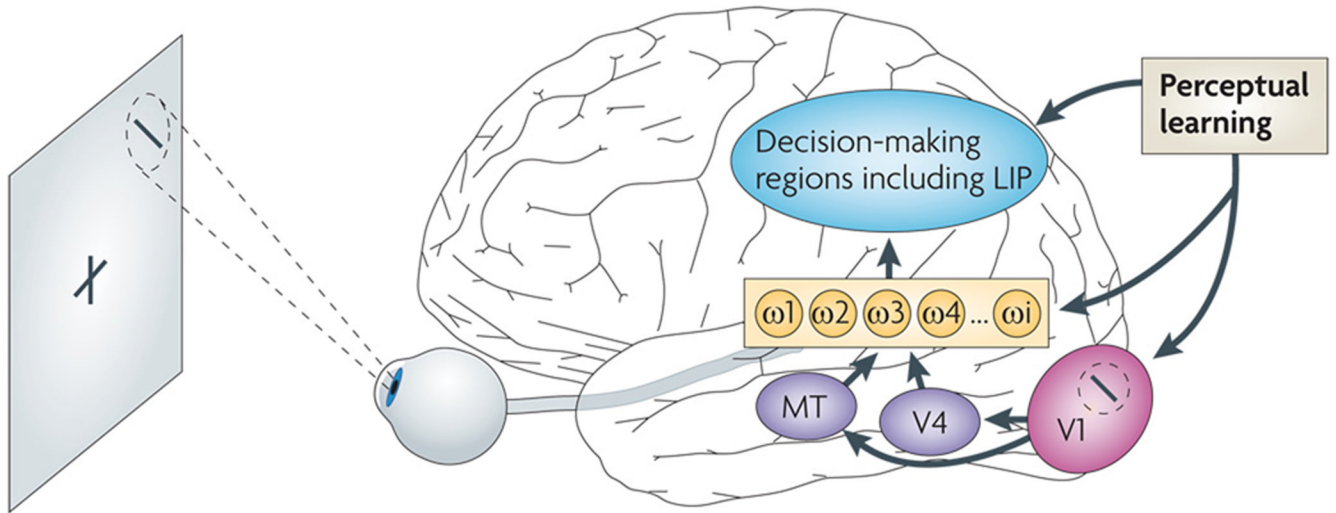 Perceptual
learning
Decision-making
regions including LIP
ω1 ω2 ω3 ω4 ... ωi
MT
V4
V1